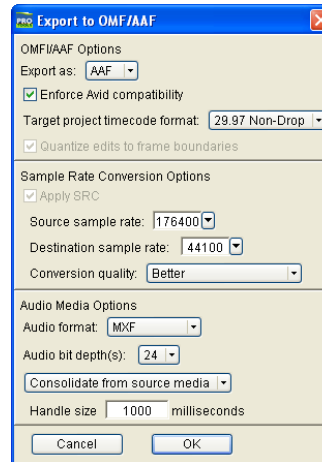 PRO Export to OMF/AAF
OMFI/AAF Options
Export as: AAF
Enforce Avid compatibility
Target project timecode format: 29.97 Non-Drop
Quantize edits to frame boundaries
Sample Rate Conversion Options
Apply SRC
Source sample rate: 176400
Destination sample rate: 44100
Conversion quality: Better
Audio Media Options
Audio format: MXF
Audio bit depth(s): 24
Consolidate from source media
Handle size 1000 milliseconds
Cancel OK